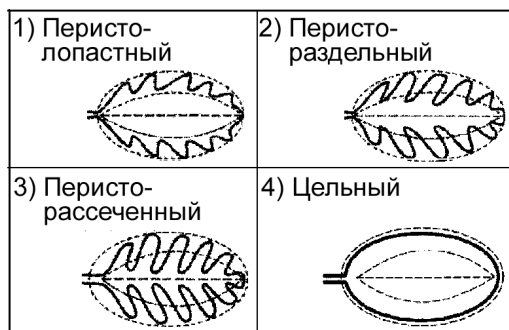 1) Перисто-
лопастный
2) Перисто-
раздельный
3) Перисто-
рассеченный
4) Цельный